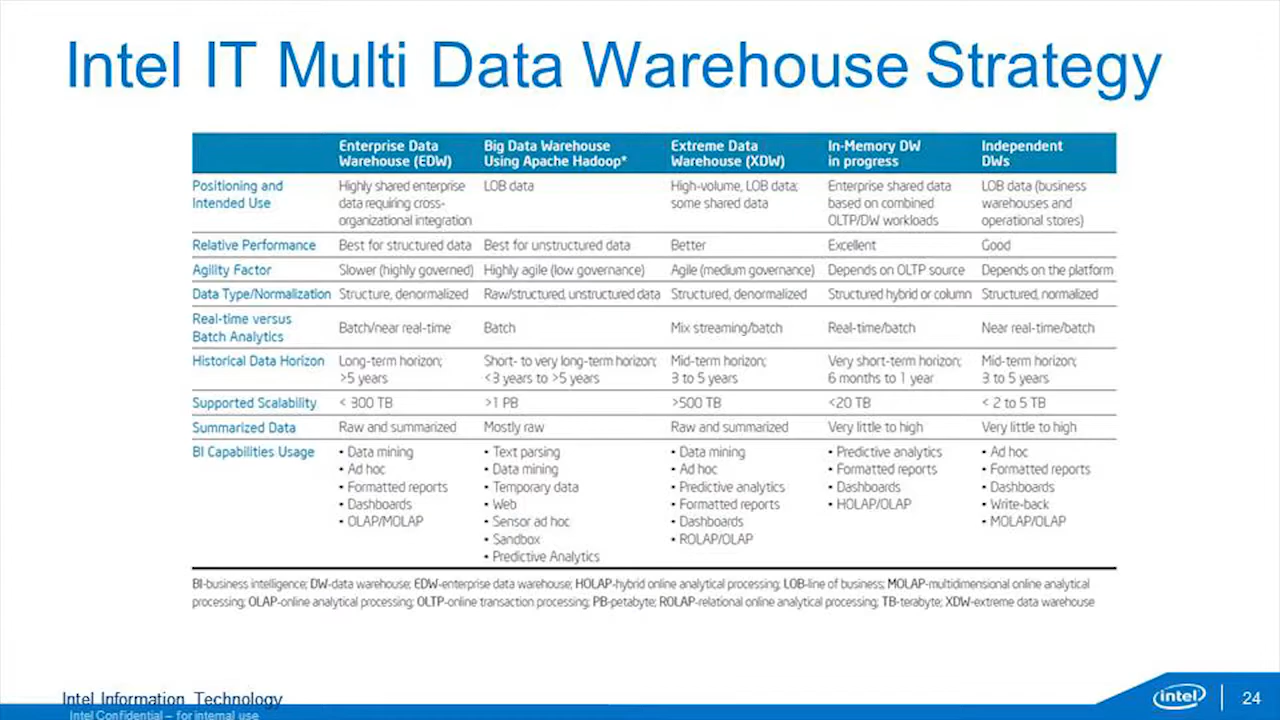 Intel IT Multi Data Warehouse Strategy
Enterprise Data Warehouse (EDW) Big Data Warehouse Using Apache Hadoop* Extreme Data Warehouse (XDW) In-Memory DW in progress Independent DWs
Positioning and Intended Use Highly shared enterprise data requiring cross-organizational integration LOB data High-volume, LOB data; some shared data Enterprise shared data based on combined OLTP/DW workloads LOB data (business warehouses and operational stores)
Relative Performance Best for structured data Best for unstructured data Better Excellent Good
Agility Factor Slower (highly governed) Highly agile (low governance) Agile (medium governance) Depends on OLTP source Depends on the platform
Data Type/Normalization Structure, denormalized Raw/structured, unstructured data Structured, denormalized Structured hybrid or column Structured, normalized
Real-time versus Batch Analytics Batch/near real-time Batch Mix streaming/batch Real-time/batch Near real-time/batch
Historical Data Horizon Long-term horizon; >5 years Short- to very long-term horizon; <3 years to >5 years Mid-term horizon; 3 to 5 years Very short-term horizon; 6 months to 1 year Mid-term horizon; 3 to 5 years
Supported Scalability < 300 TB >1 PB >500 TB <20 TB < 2 to 5 TB
Summarized Data Raw and summarized Mostly raw Raw and summarized Very little to high Very little to high
BI Capabilities Usage • Data mining • Text parsing • Data mining • Predictive analytics • Ad hoc
• Ad hoc • Data mining • Ad hoc • Formatted reports • Formatted reports
• Formatted reports • Temporary data • Predictive analytics • Dashboards • Dashboards
• Dashboards • Web • Formatted reports • HOLAP/OLAP • Write-back
• OLAP/MOLAP • Sensor ad hoc • Dashboards • MOLAP/OLAP
• Sandbox • ROLAP/OLAP
• Predictive Analytics
BI-business intelligence; DW-data warehouse; EDW-enterprise data warehouse; HOLAP-hybrid online analytical processing; LOB-line of business; MOLAP-multidimensional online analytical
processing; OLAP-online analytical processing; OLTP-online transaction processing; PB-petabyte; ROLAP-relational online analytical processing; TB-terabyte; XDW-extreme data warehouse
Intel Information Technology
Intel Confidential – for internal use
intel 24